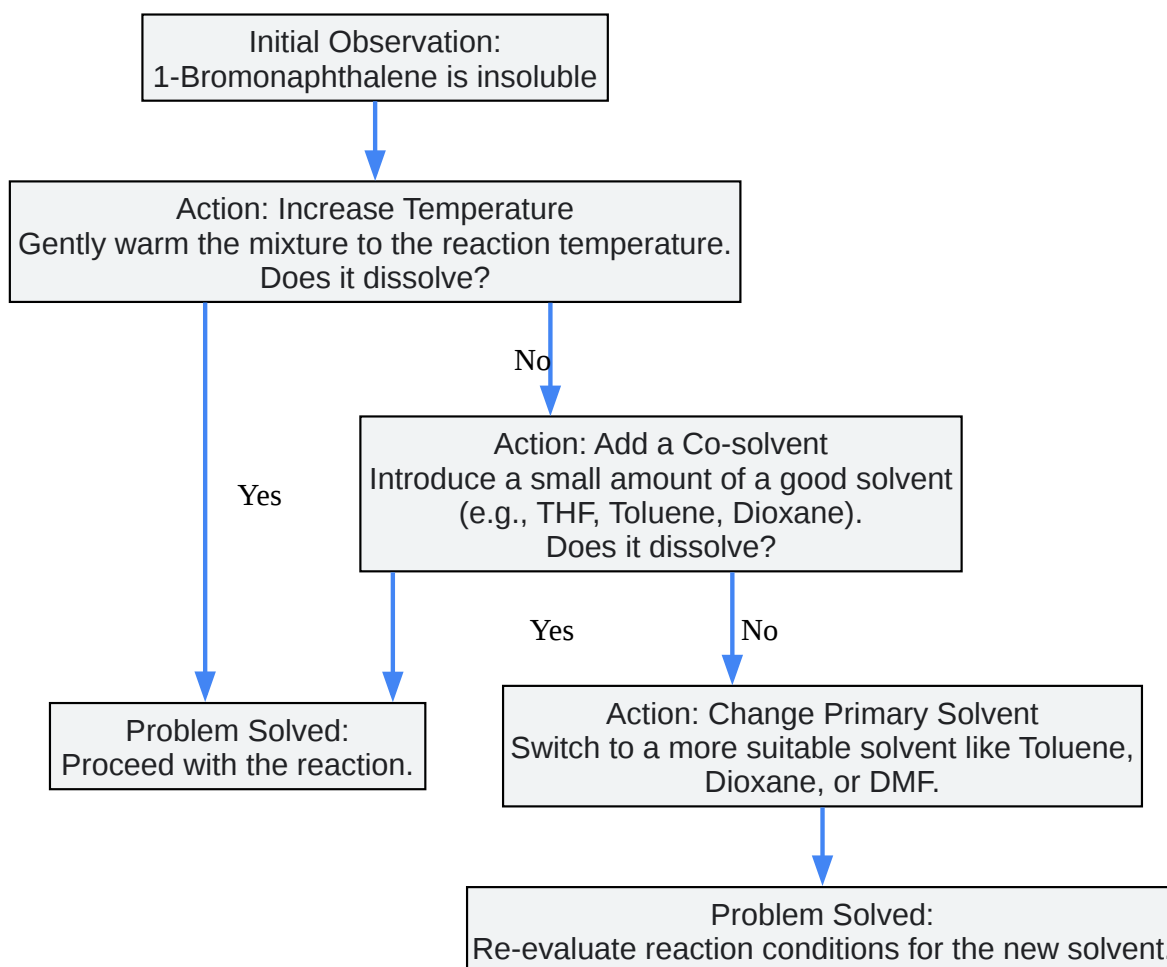 Initial Observation:
1-Bromonaphthalene is insoluble
Action: Increase Temperature
Gently warm the mixture to the reaction temperature.
Does it dissolve?
No
Action: Add a Co-solvent
Introduce a small amount of a good solvent
(e.g., THF, Toluene, Dioxane).
Does it dissolve?
Yes
Yes
No
Problem Solved:
Proceed with the reaction.
Action: Change Primary Solvent
Switch to a more suitable solvent like Toluene,
Dioxane, or DMF.
Problem Solved:
Re-evaluate reaction conditions for the new solvent.